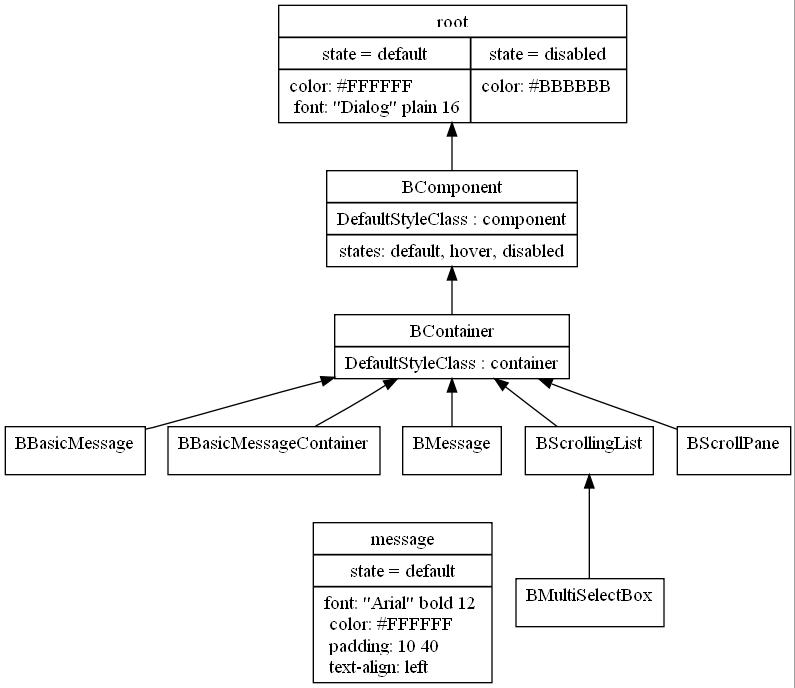 root
state = default
state = disabled
color: #FFFFFF
font: "Dialog" plain 16
color: #BBBBBB
BComponent
DefaultStyleClass : component
states: default, hover, disabled
BContainer
DefaultStyleClass : container
BBasicMessage
BBasicMessageContainer
BMessage
BScrollingList
BScrollPane
message
state = default
font: "Arial" bold 12
color: #FFFFFF
padding: 10 40
text-align: left
BMultiSelectBox